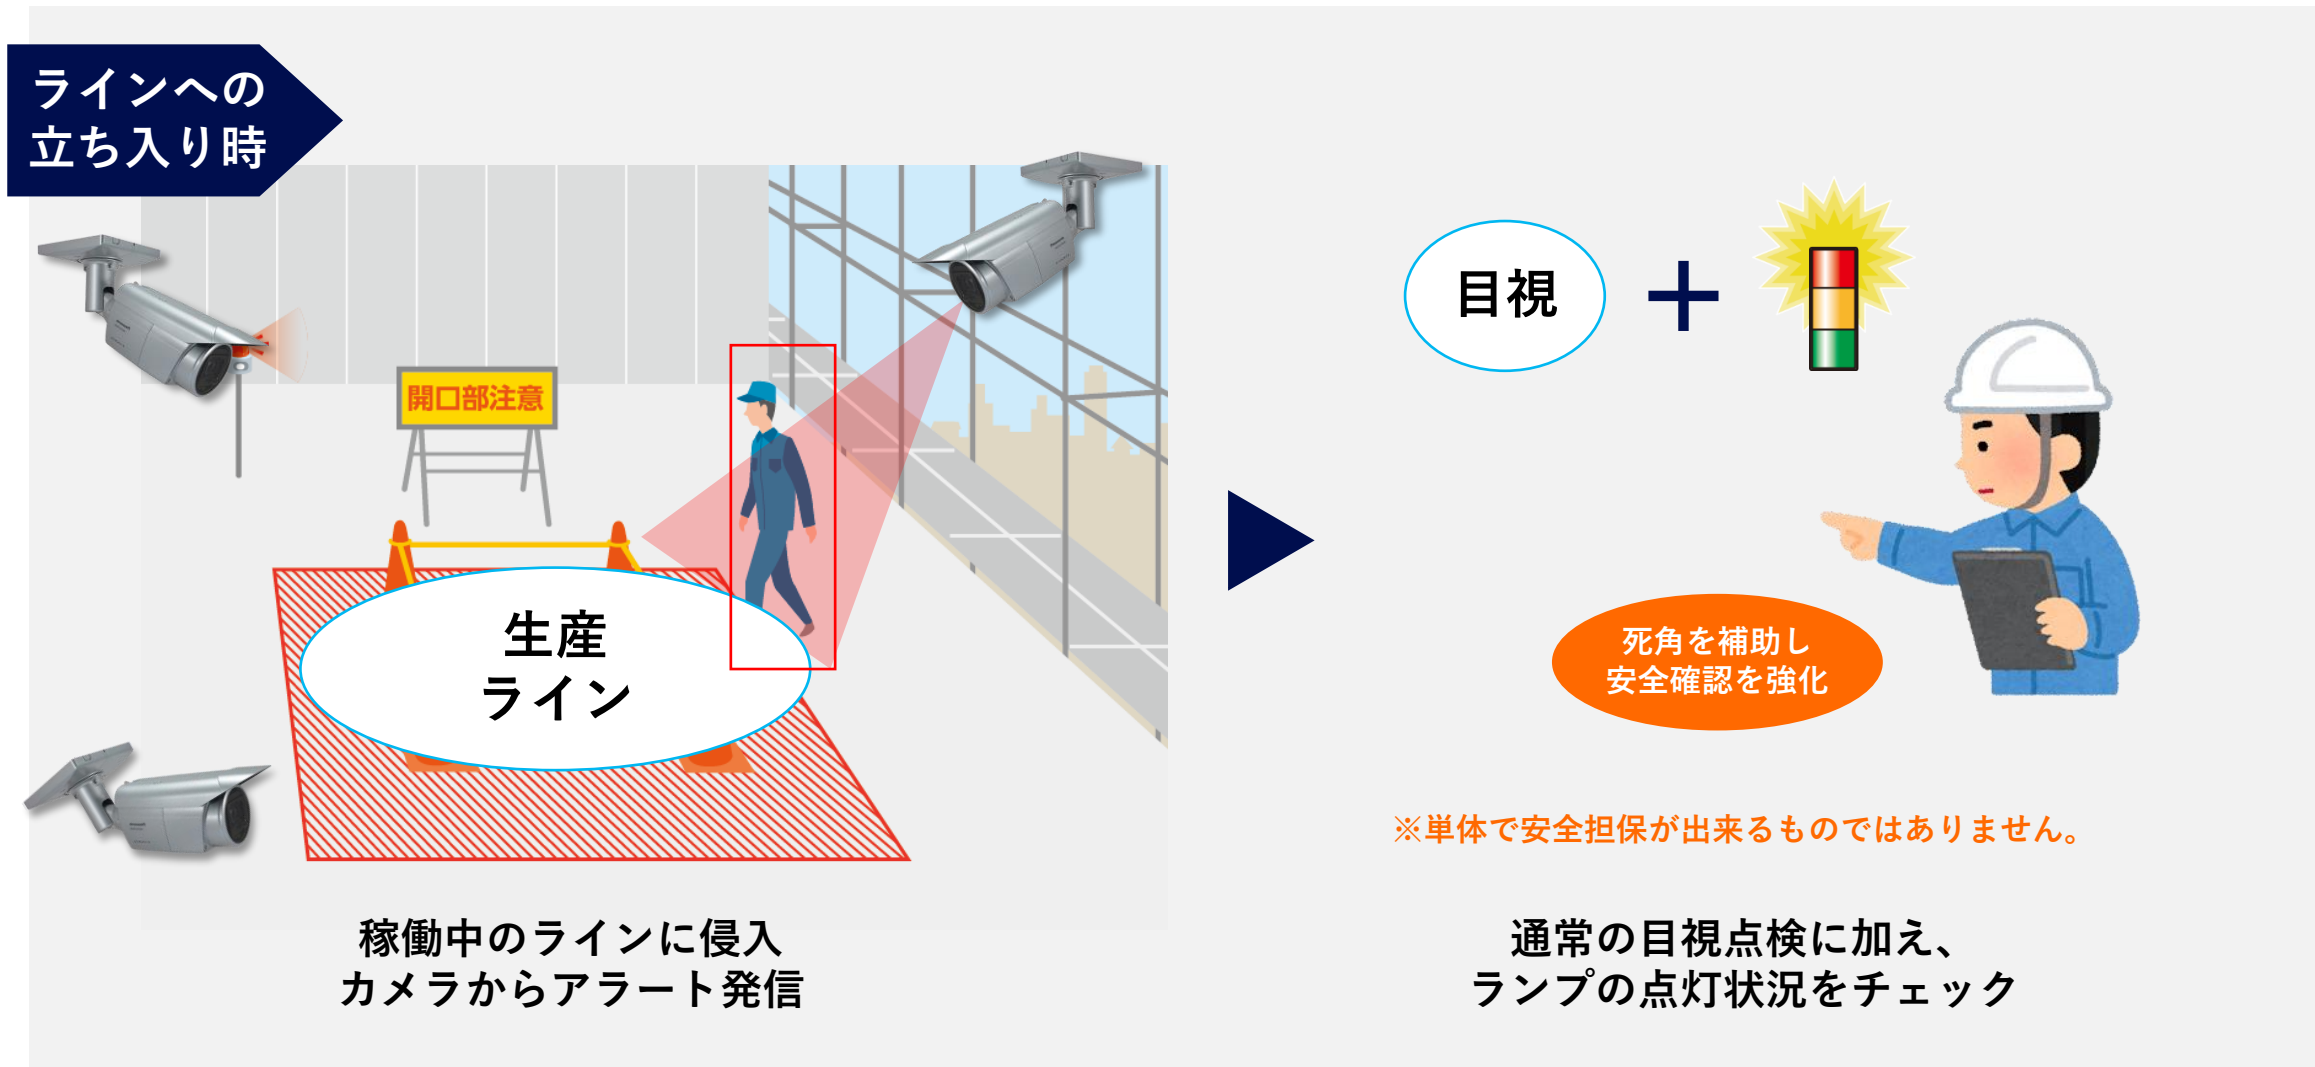 ラインへの
立ち入り時
開口部注意
生産
ライン
稼働中のラインに侵入
カメラからアラート発信
目視
+
死角を補助し
安全確認を強化
※単体で安全担保が出来るものではありません。
通常の目視点検に加え、
ランプの点灯状況をチェック